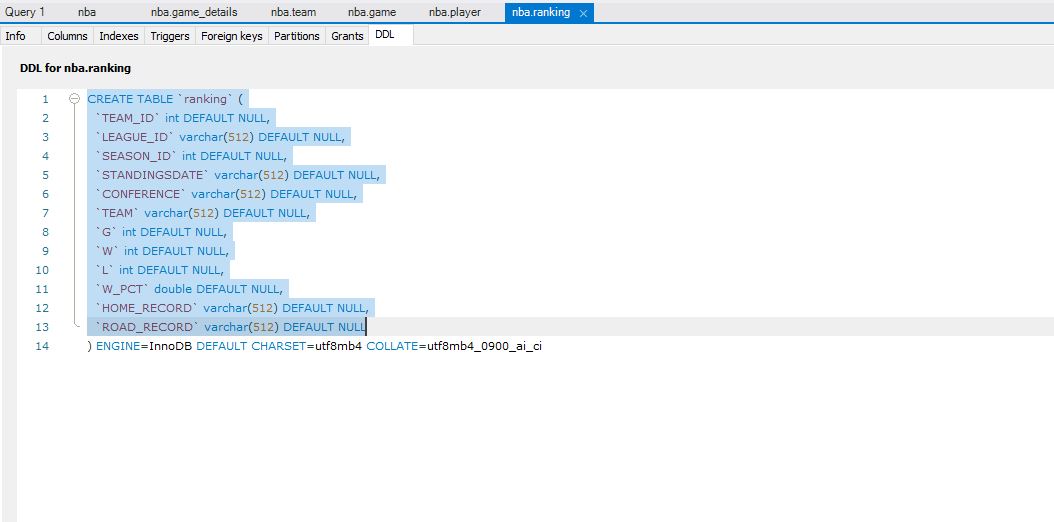 Query 1 nba nba.game_details nba.team nba.game nba.player nba.ranking ×
Info Columns Indexes Triggers Foreign keys Partitions Grants DDL
DDL for nba.ranking
1 CREATE TABLE `ranking` (
2 `TEAM_ID` int DEFAULT NULL,
3 `LEAGUE_ID` varchar(512) DEFAULT NULL,
4 `SEASON_ID` int DEFAULT NULL,
5 `STANDINGSDATE` varchar(512) DEFAULT NULL,
6 `CONFERENCE` varchar(512) DEFAULT NULL,
7 `TEAM` varchar(512) DEFAULT NULL,
8 `G` int DEFAULT NULL,
9 `W` int DEFAULT NULL,
10 `L` int DEFAULT NULL,
11 `W_PCT` double DEFAULT NULL,
12 `HOME_RECORD` varchar(512) DEFAULT NULL,
13 `ROAD_RECORD` varchar(512) DEFAULT NULL
14 ) ENGINE=InnoDB DEFAULT CHARSET=utf8mb4 COLLATE=utf8mb4_0900_ai_ci